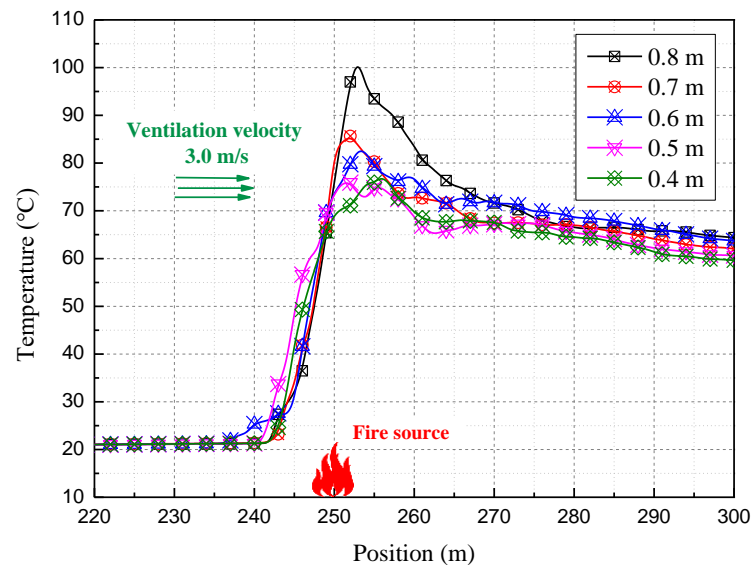 110
100
90
80
70
60
50
40
30
20
10
Temperature (°C)
Ventilation velocity
3.0 m/s
0.8 m
0.7 m
0.6 m
0.5 m
0.4 m
Fire source
220 230 240 250 260 270 280 290 300
Position (m)